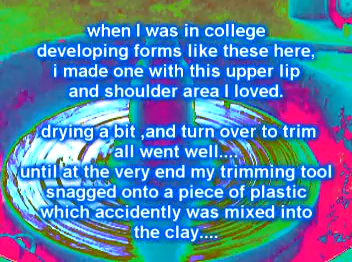 when I was in college
developing forms like these here,
i made one with this upper lip
and shoulder area I loved.
drying a bit ,and turn over to trim
all went well....
until at the very end my trimming tool
snagged onto a piece of plastic
which accidently was mixed into
the clay....